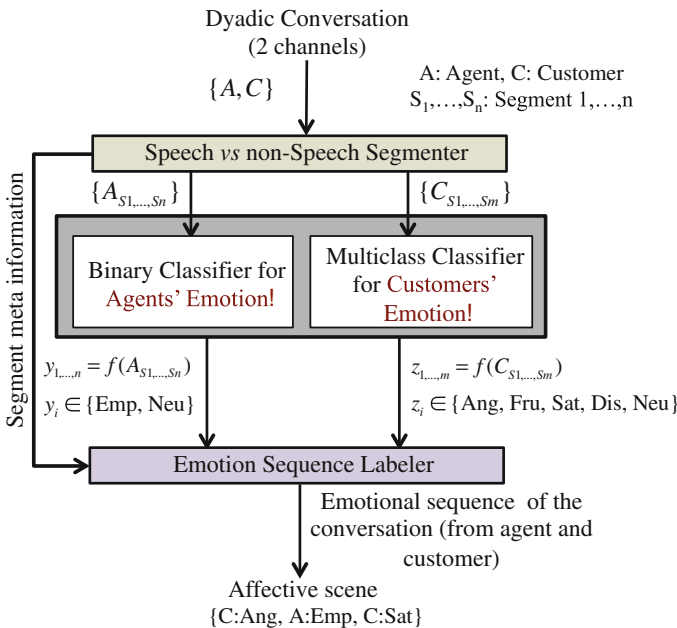 Dyadic Conversation
(2 channels)
{A, C}
A: Agent, C: Customer
S1,…,Sn: Segment 1,…,n
Speech vs non-Speech Segmenter
{A_S1,...,Sn}
{C_S1,...,Sm}
Segment meta information
Binary Classifier for
Agents' Emotion!
Multiclass Classifier
for Customers'
Emotion!
y_1,...,n = f(A_S1,...,Sn)
y_i ∈ {Emp, Neu}
z_1,...,m = f(C_S1,...,Sm)
z_i ∈ {Ang, Fru, Sat, Dis, Neu}
Emotion Sequence Labeler
Emotional sequence of the
conversation (from agent and
customer)
Affective scene
{C:Ang, A:Emp, C:Sat}